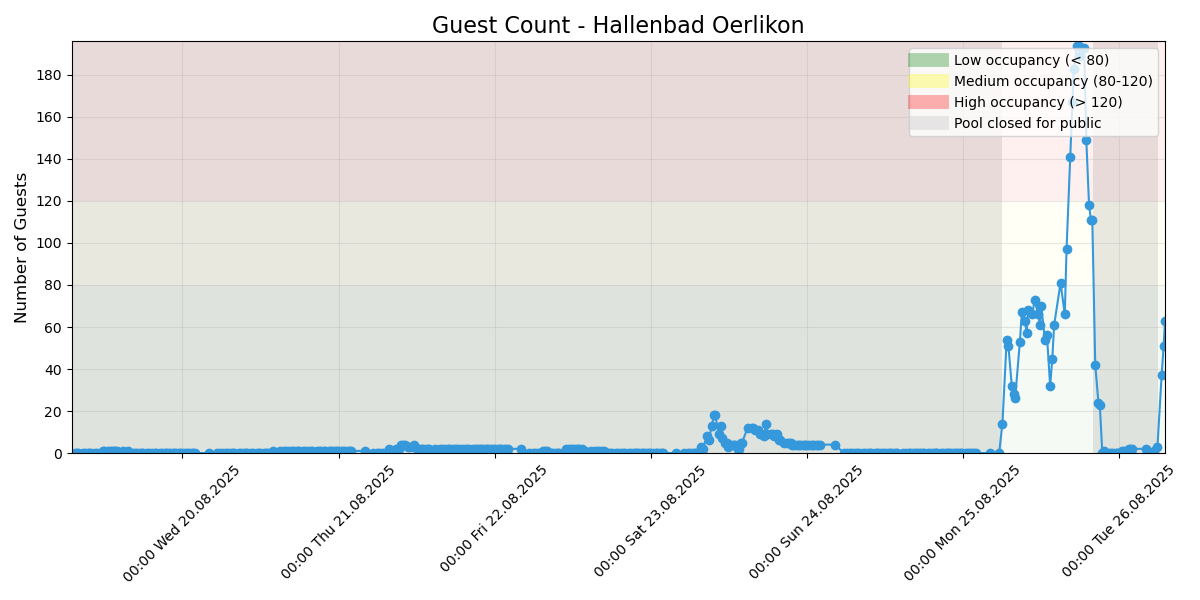 Guest Count - Hallenbad Oerlikon
Low occupancy (< 80)
Medium occupancy (80-120)
High occupancy (> 120)
Pool closed for public
Number of Guests
180
160
140
120
100
80
60
40
20
0
00:00 Wed 20.08.2025
00:00 Thu 21.08.2025
00:00 Fri 22.08.2025
00:00 Sat 23.08.2025
00:00 Sun 24.08.2025
00:00 Mon 25.08.2025
00:00 Tue 26.08.2025